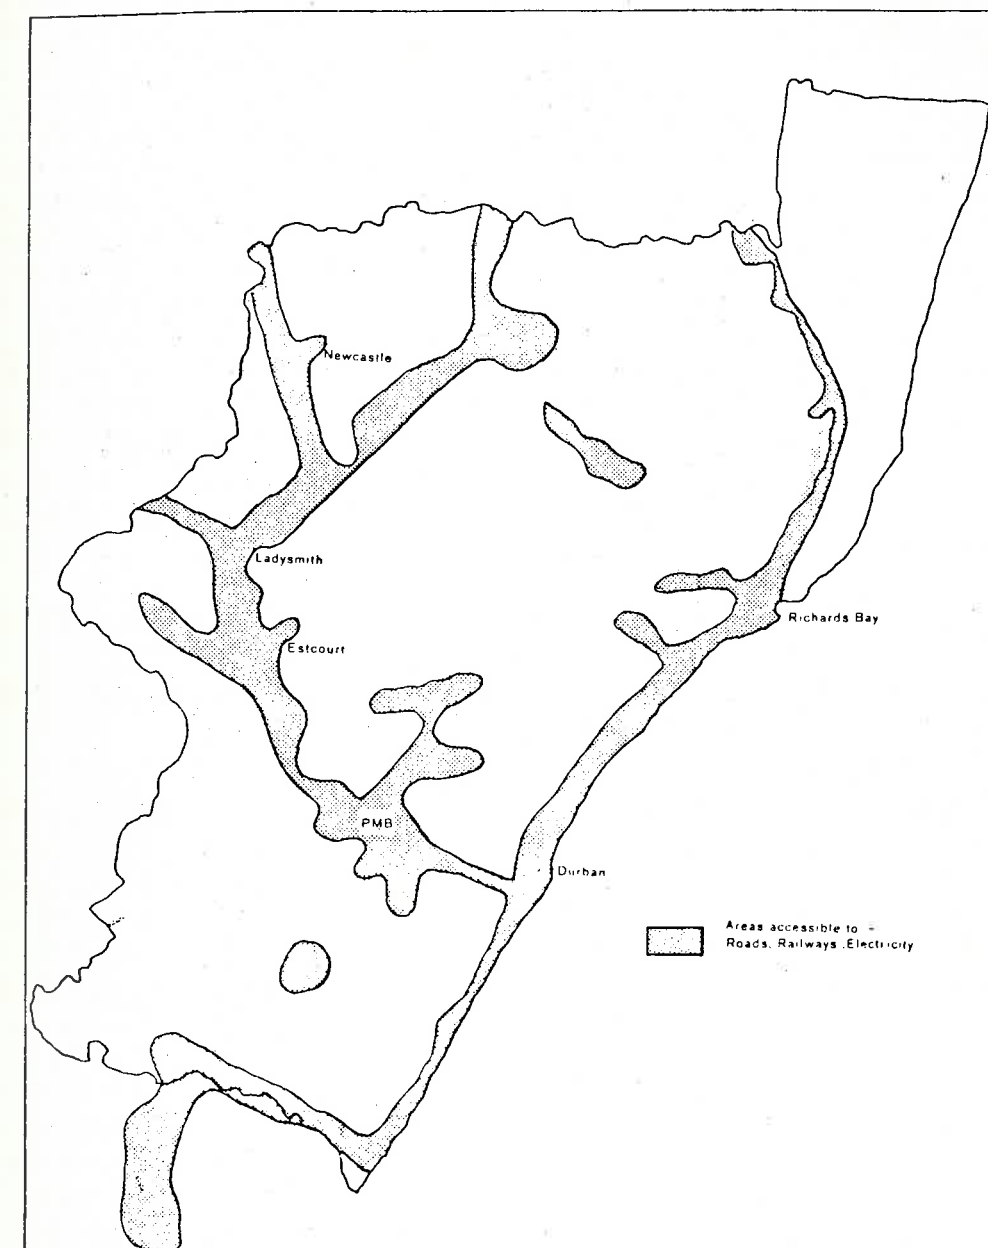 Newcastle
Ladysmith
Estcourt
Richards Bay
PMB
Durban
Areas accessible to
Roads, Railways, Electricity